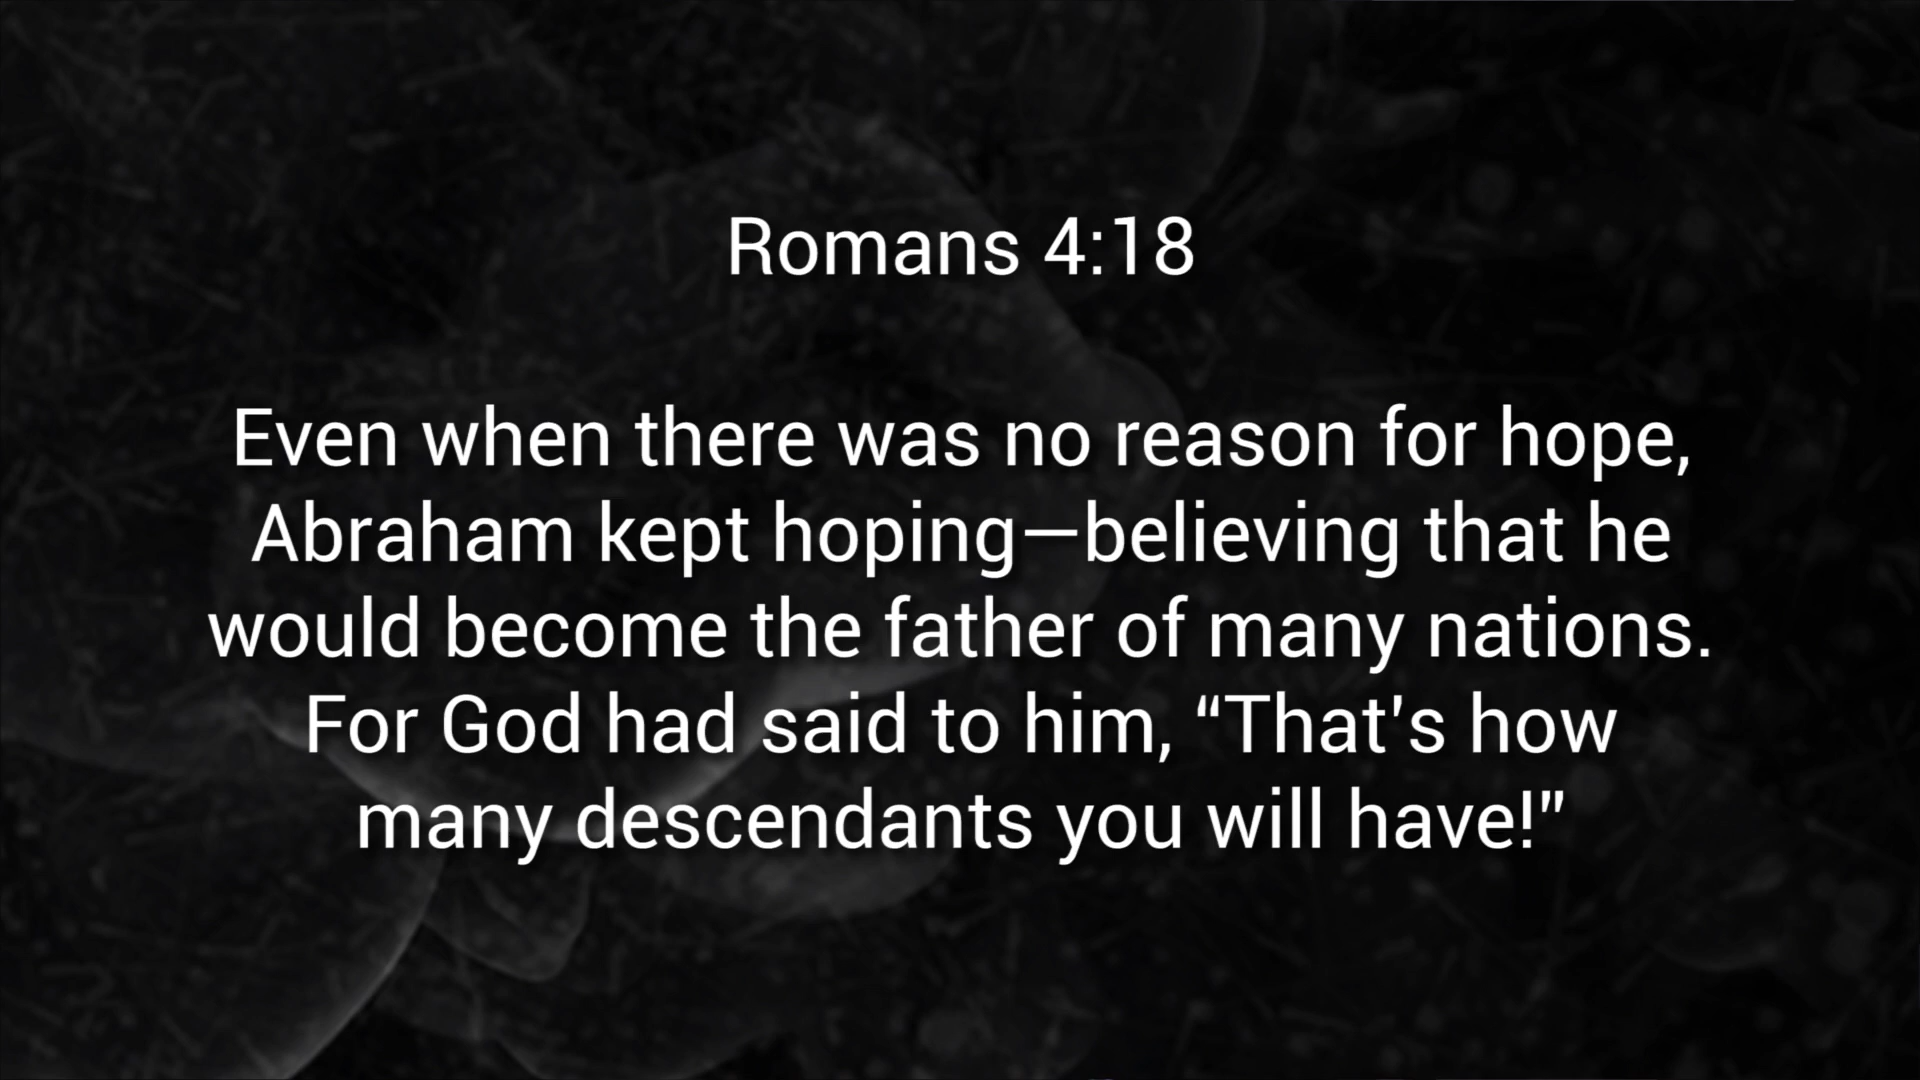 Romans 4:18
Even when there was no reason for hope,
Abraham kept hoping—believing that he
would become the father of many nations.
For God had said to him, “That's how
many descendants you will have!”